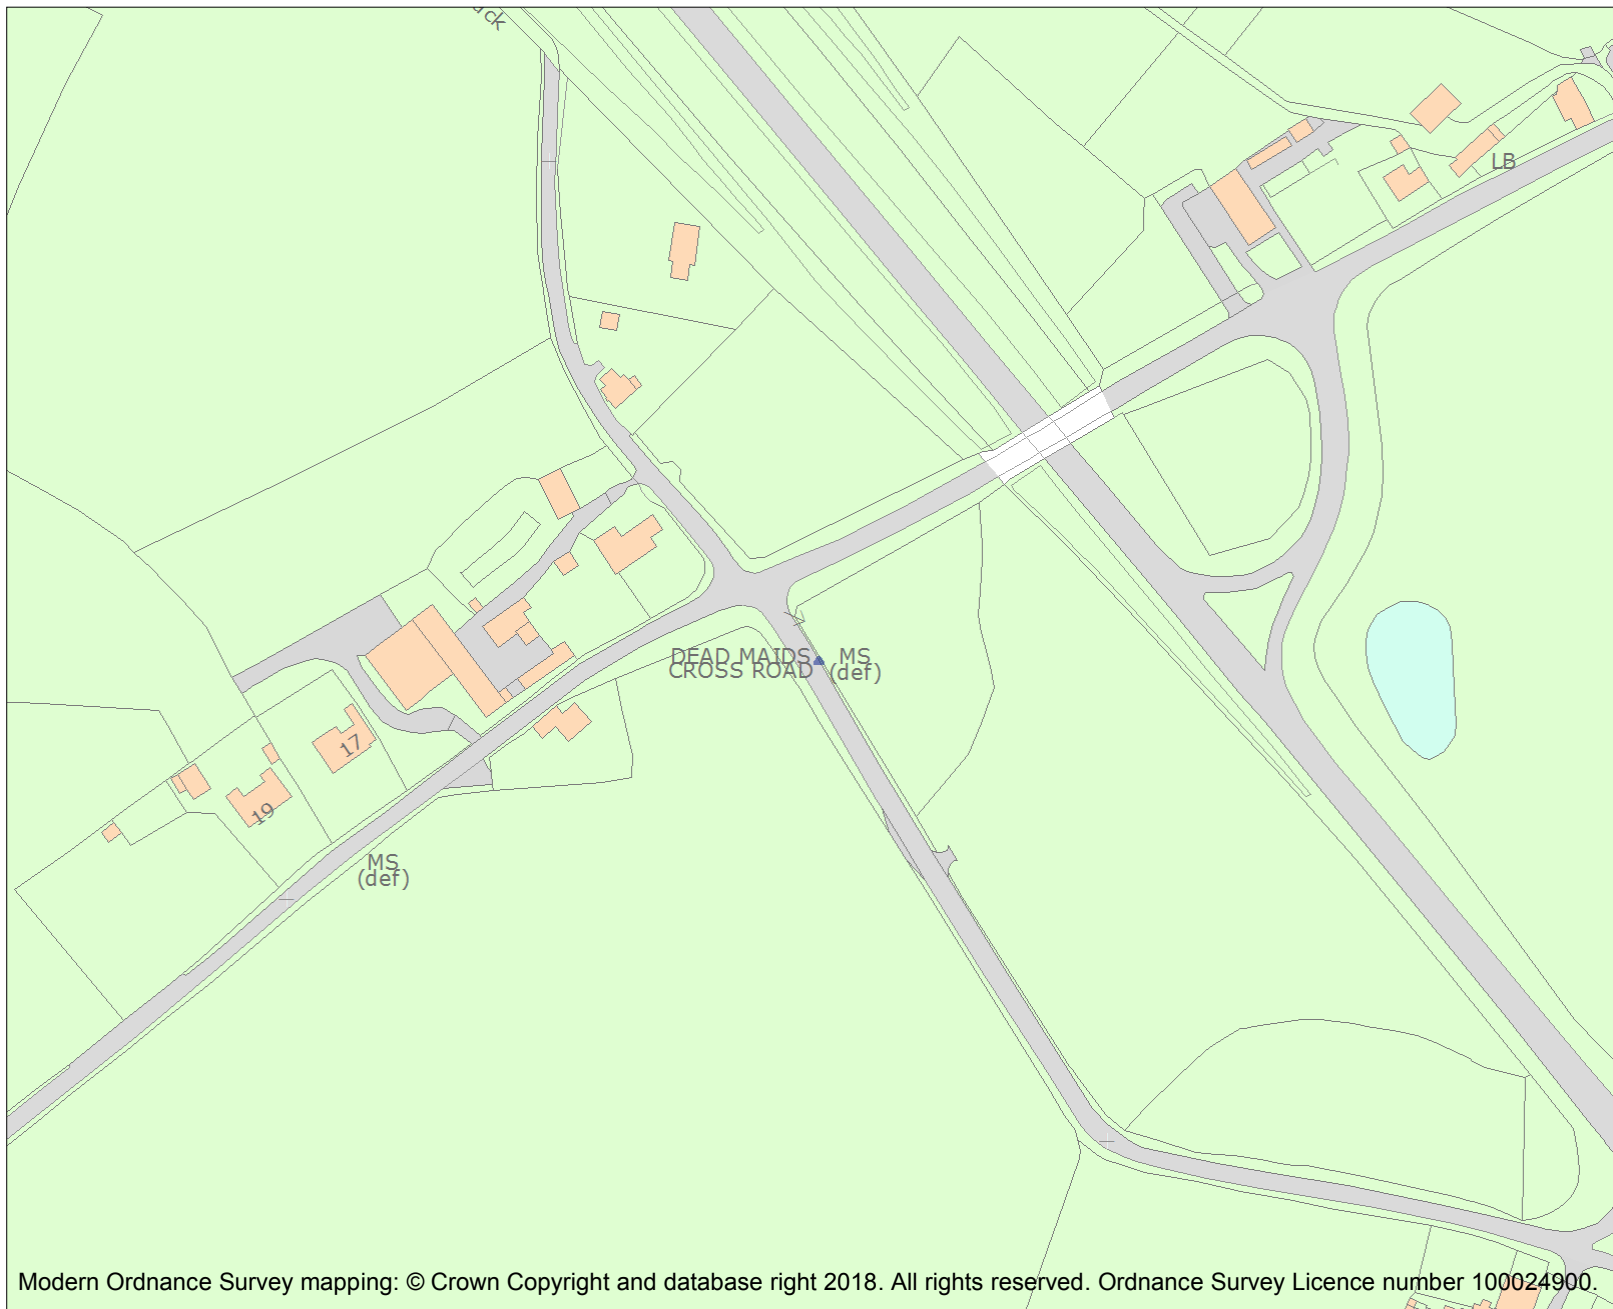 LB
DEAD MAIDS
CROSS ROAD
MS
(def)
17
19
MS
(def)
Modern Ordnance Survey mapping: © Crown Copyright and database right 2018. All rights reserved. Ordnance Survey Licence number 100024900.